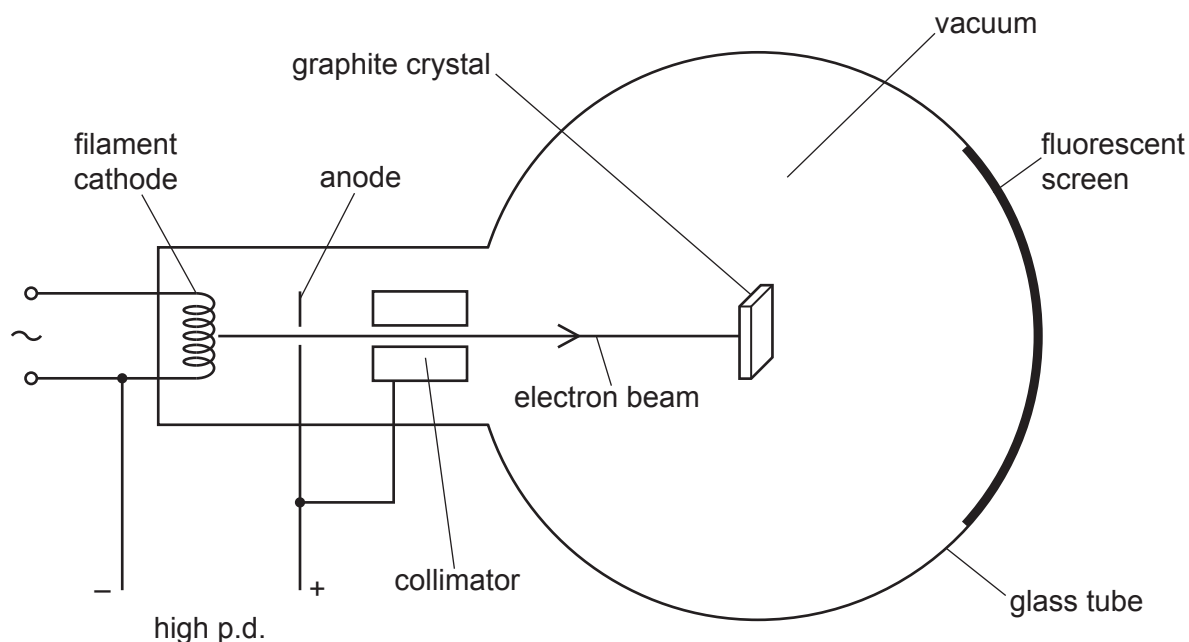 vacuum
graphite crystal
filament
cathode
anode
fluorescent
screen
∼
electron beam
collimator
–
+
high p.d.
glass tube